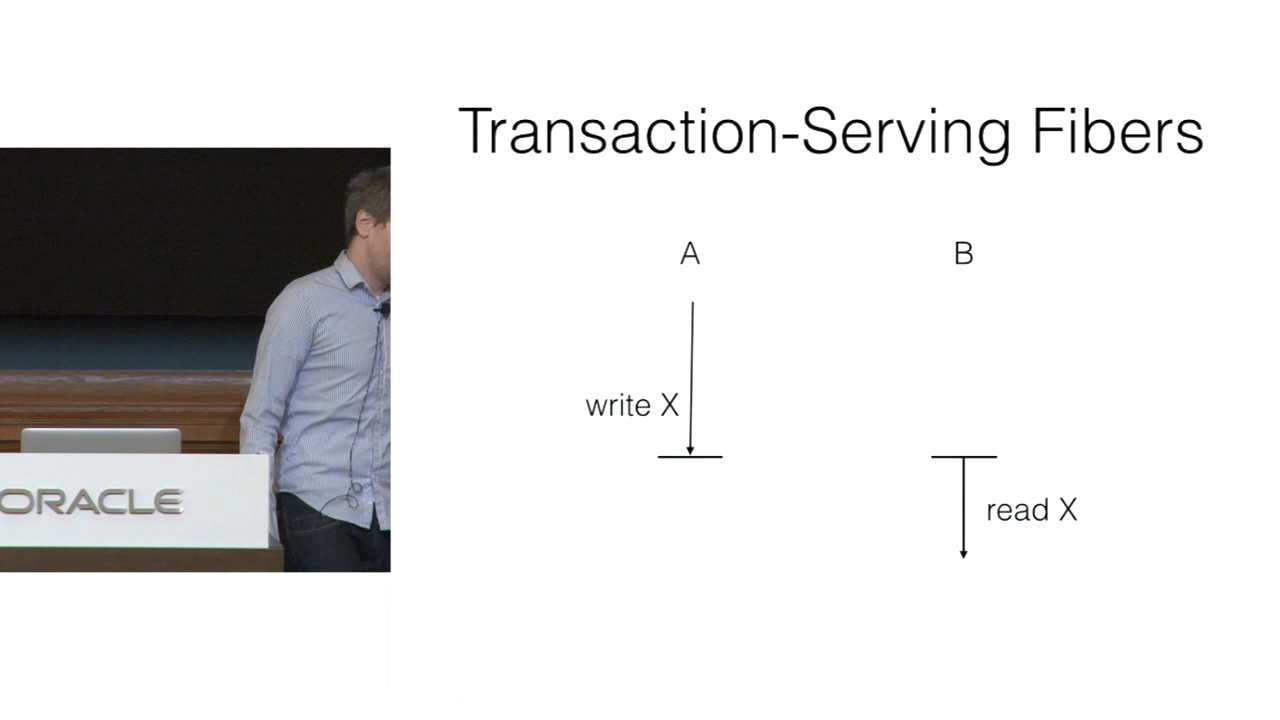 Transaction-Serving Fibers
A B
write X
read X
ORACLE